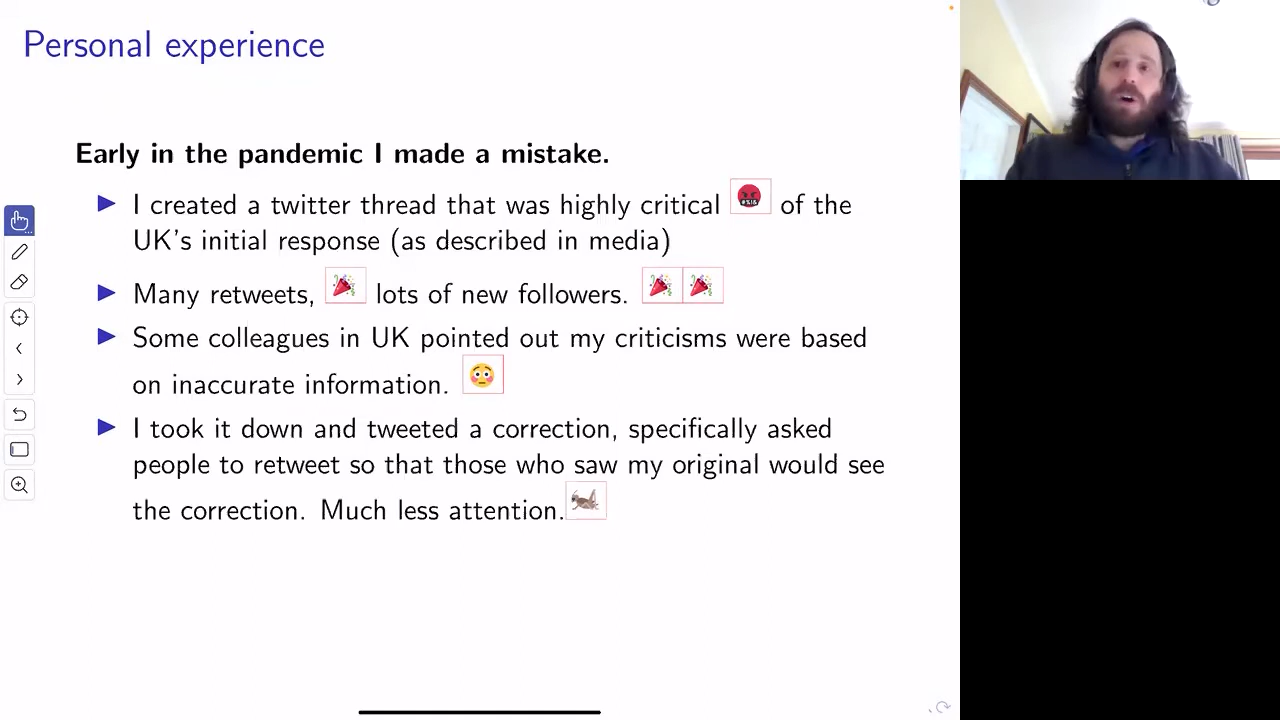 Personal experience
Early in the pandemic I made a mistake.
I created a twitter thread that was highly critical 🤬 of the
UK's initial response (as described in media)
Many retweets, 🎉 lots of new followers. 🎉🎉
Some colleagues in UK pointed out my criticisms were based
on inaccurate information. 😳
I took it down and tweeted a correction, specifically asked
people to retweet so that those who saw my original would see
the correction. Much less attention. 🦗